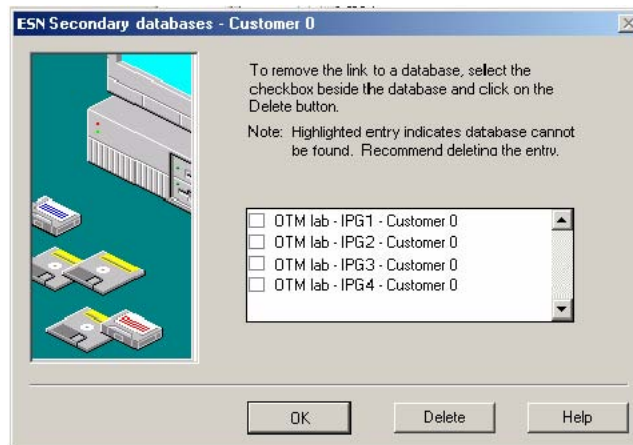 ESN Secondary databases - Customer 0
To remove the link to a database, select the
checkbox beside the database and click on the
Delete button.
Note: Highlighted entry indicates database cannot
be found. Recommend deleting the entry.
OTM lab - IPG1 - Customer 0
OTM lab - IPG2 - Customer 0
OTM lab - IPG3 - Customer 0
OTM lab - IPG4 - Customer 0
OK
Delete
Help